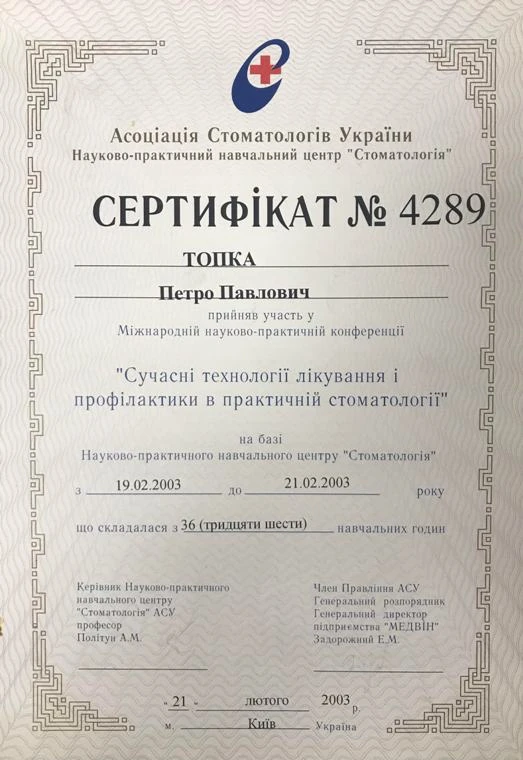 Асоціація Стоматологів України
Науково-практичний навчальний центр "Стоматологія"
СЕРТИФІКАТ № 4289
ТОПКА
Петро Павлович
прийняв участь у
Міжнародній науково-практичній конференції
"Сучасні технології лікування і
профілактики в практичній стоматології"
на базі
Науково-практичного навчального центру "Стоматологія"
з 19.02.2003 до 21.02.2003 року
що складалася з 36 (тридцяти шести) навчальних годин
Керівник Науково-практичного
навчального центру
"Стоматологія" АСУ
професор
Політун А.М.
Член Правління АСУ
Генеральний розпорядник
Генеральний директор
підприємства "МЕДВІН"
Задорожний Е.М.
"21" лютого 2003 р.
м. Київ Україна